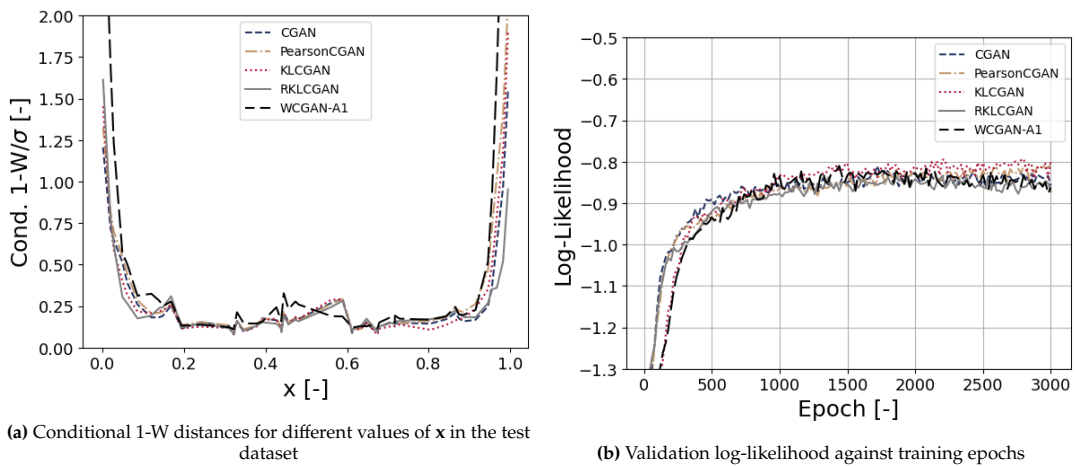 2.00
1.75
1.50
1.25
1.00
0.75
0.50
0.25
0.00
Cond. 1-W/σ [-]
CGAN
PearsonCGAN
KLCGAN
RKLCGAN
WCGAN-A1
0.0 0.2 0.4 0.6 0.8 1.0
x [-]
(a) Conditional 1-W distances for different values of x in the test
dataset
−0.5
−0.6
−0.7
−0.8
−0.9
−1.0
−1.1
−1.2
−1.3
Log-Likelihood
CGAN
PearsonCGAN
KLCGAN
RKLCGAN
WCGAN-A1
0 500 1000 1500 2000 2500 3000
Epoch [-]
(b) Validation log-likelihood against training epochs